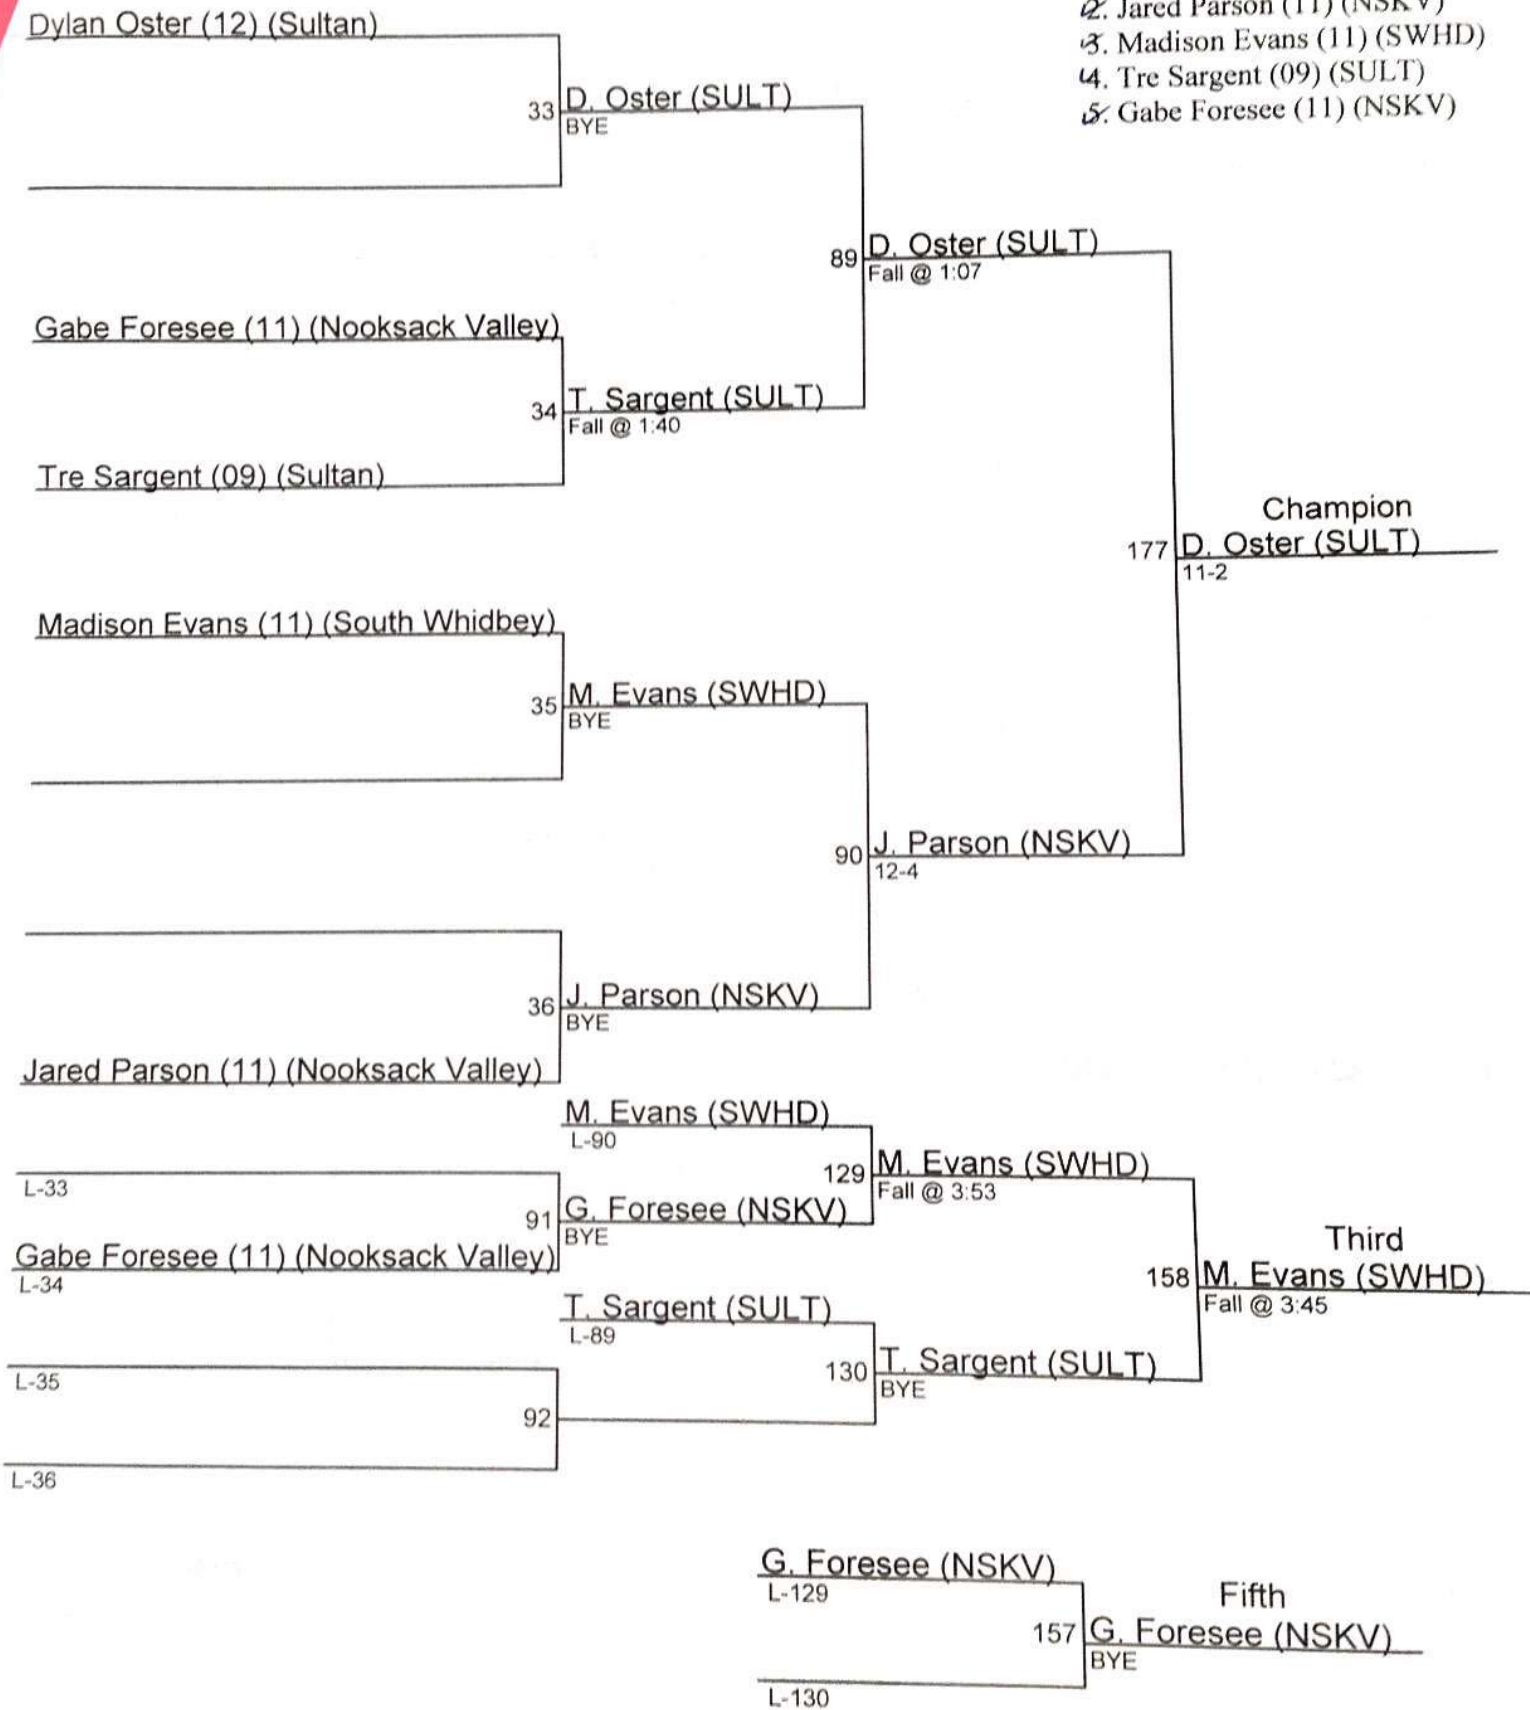 2. Jared Parson (11) (NSKV)
3. Madison Evans (11) (SWHD)
4. Tre Sargent (09) (SULT)
5. Gabe Foresee (11) (NSKV)
Dylan Oster (12) (Sultan)
33 D. Oster (SULT)
BYE
89 D. Oster (SULT)
Fall @ 1:07
Gabe Foresee (11) (Nooksack Valley)
34 T. Sargent (SULT)
Fall @ 1:40
Tre Sargent (09) (Sultan)
Champion
177 D. Oster (SULT)
11-2
Madison Evans (11) (South Whidbey)
35 M. Evans (SWHD)
BYE
90 J. Parson (NSKV)
12-4
36 J. Parson (NSKV)
BYE
Jared Parson (11) (Nooksack Valley)
M. Evans (SWHD)
L-90
129 M. Evans (SWHD)
Fall @ 3:53
L-33
91 G. Foresee (NSKV)
BYE
Gabe Foresee (11) (Nooksack Valley)
L-34
Third
158 M. Evans (SWHD)
Fall @ 3:45
T. Sargent (SULT)
L-89
130 T. Sargent (SULT)
BYE
L-35
92
L-36
G. Foresee (NSKV)
L-129
Fifth
157 G. Foresee (NSKV)
BYE
L-130